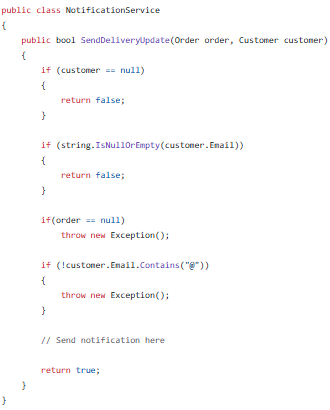 public class NotificationService
{
    public bool SendDeliveryUpdate(Order order, Customer customer)
    {
        if (customer == null)
        {
            return false;
        }

        if (string.IsNullOrEmpty(customer.Email))
        {
            return false;
        }

        if(order == null)
            throw new Exception();

        if (!customer.Email.Contains("@"))
        {
            throw new Exception();
        }

        // Send notification here

        return true;
    }
}